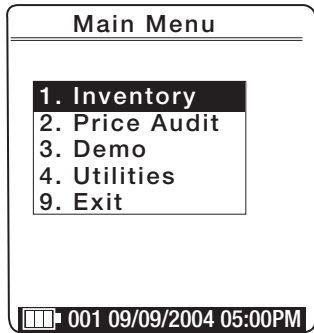 Main Menu
1. Inventory
2. Price Audit
3. Demo
4. Utilities
9. Exit
001 09/09/2004 05:00PM